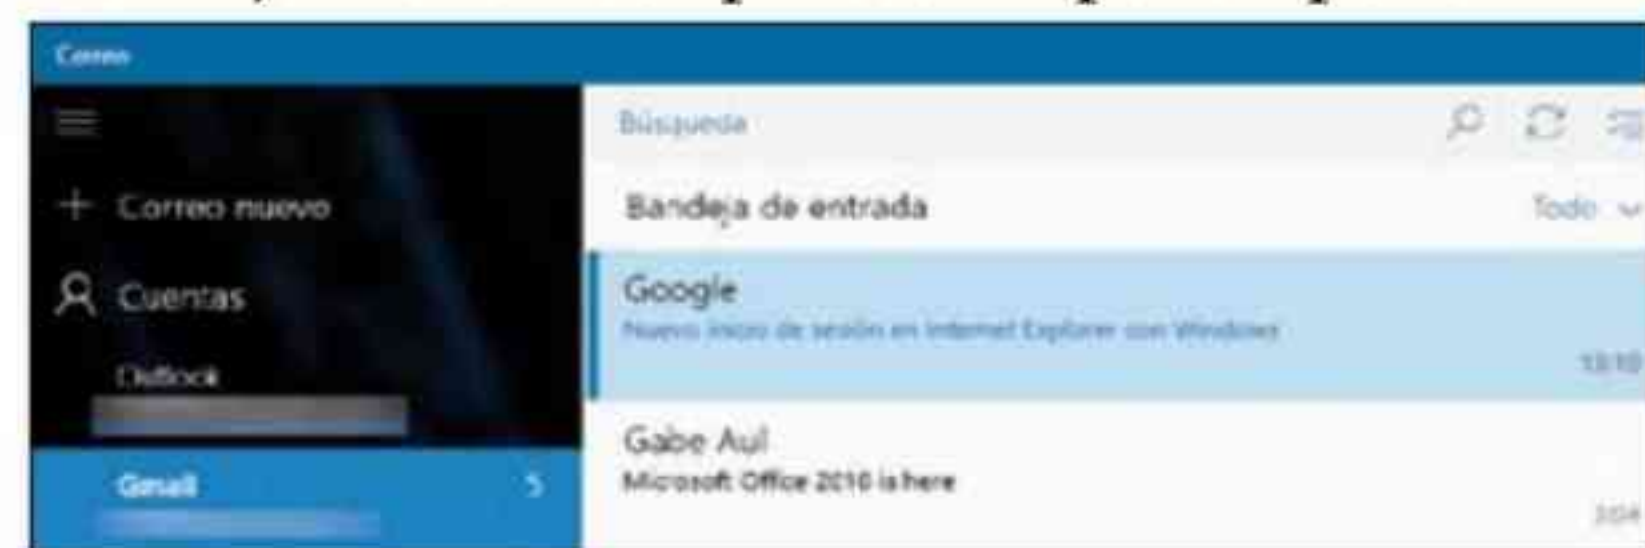 Correo
Búsqueda
Correo nuevo
Bandeja de entrada
Todo
Cuentas
Google
Nuevo inicio de sesión en Internet Explorer con Windows
Outlook
Gabe Aul
Microsoft Office 2010 is here
Gmail 5